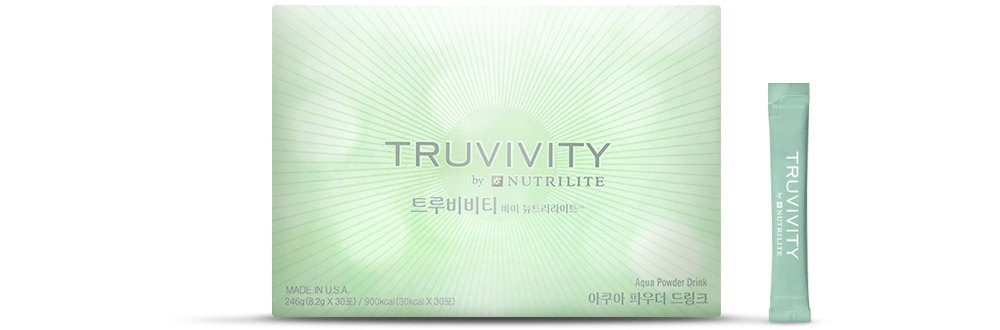 TRUVIVITY
by NUTRILITE
트루비비티 바이 뉴트리라이트™
MADE IN U.S.A.
246g(8.2g X 30포) / 900kcal(30kcal X 30포)
Aqua Powder Drink
아쿠아 파우더 드링크
TRUVIVITY
by NUTRILITE